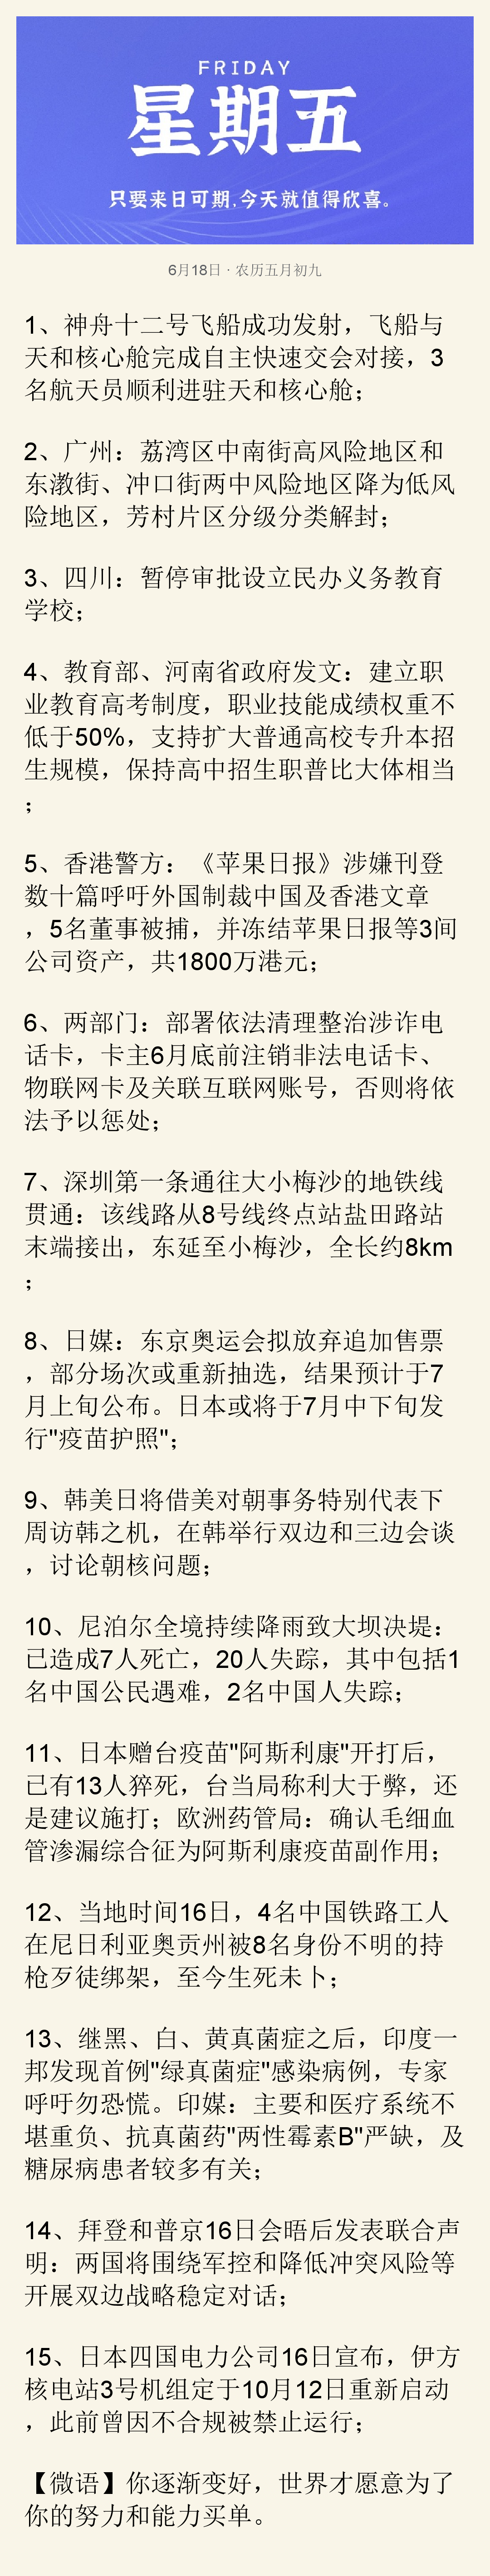 FRIDAY
星期五
只要来日可期,今天就值得欣喜。
6月18日 · 农历五月初九
1、神舟十二号飞船成功发射，飞船与
天和核心舱完成自主快速交会对接，3
名航天员顺利进驻天和核心舱；
2、广州：荔湾区中南街高风险地区和
东漖街、冲口街两中风险地区降为低风
险地区，芳村片区分级分类解封；
3、四川：暂停审批设立民办义务教育
学校；
4、教育部、河南省政府发文：建立职
业教育高考制度，职业技能成绩权重不
低于50%，支持扩大普通高校专升本招
生规模，保持高中招生职普比大体相当
；
5、香港警方：《苹果日报》涉嫌刊登
数十篇呼吁外国制裁中国及香港文章
，5名董事被捕，并冻结苹果日报等3间
公司资产，共1800万港元；
6、两部门：部署依法清理整治涉诈电
话卡，卡主6月底前注销非法电话卡、
物联网卡及关联互联网账号，否则将依
法予以惩处；
7、深圳第一条通往大小梅沙的地铁线
贯通：该线路从8号线终点站盐田路站
末端接出，东延至小梅沙，全长约8km
；
8、日媒：东京奥运会拟放弃追加售票
，部分场次或重新抽选，结果预计于7
月上旬公布。日本或将于7月中下旬发
行"疫苗护照"；
9、韩美日将借美对朝事务特别代表下
周访韩之机，在韩举行双边和三边会谈
，讨论朝核问题；
10、尼泊尔全境持续降雨致大坝决堤：
已造成7人死亡，20人失踪，其中包括1
名中国公民遇难，2名中国人失踪；
11、日本赠台疫苗"阿斯利康"开打后，
已有13人猝死，台当局称利大于弊，还
是建议施打；欧洲药管局：确认毛细血
管渗漏综合征为阿斯利康疫苗副作用；
12、当地时间16日，4名中国铁路工人
在尼日利亚奥贡州被8名身份不明的持
枪歹徒绑架，至今生死未卜；
13、继黑、白、黄真菌症之后，印度一
邦发现首例"绿真菌症"感染病例，专家
呼吁勿恐慌。印媒：主要和医疗系统不
堪重负、抗真菌药"两性霉素B"严缺，及
糖尿病患者较多有关；
14、拜登和普京16日会晤后发表联合声
明：两国将围绕军控和降低冲突风险等
开展双边战略稳定对话；
15、日本四国电力公司16日宣布，伊方
核电站3号机组定于10月12日重新启动
，此前曾因不合规被禁止运行；
【微语】你逐渐变好，世界才愿意为了
你的努力和能力买单。